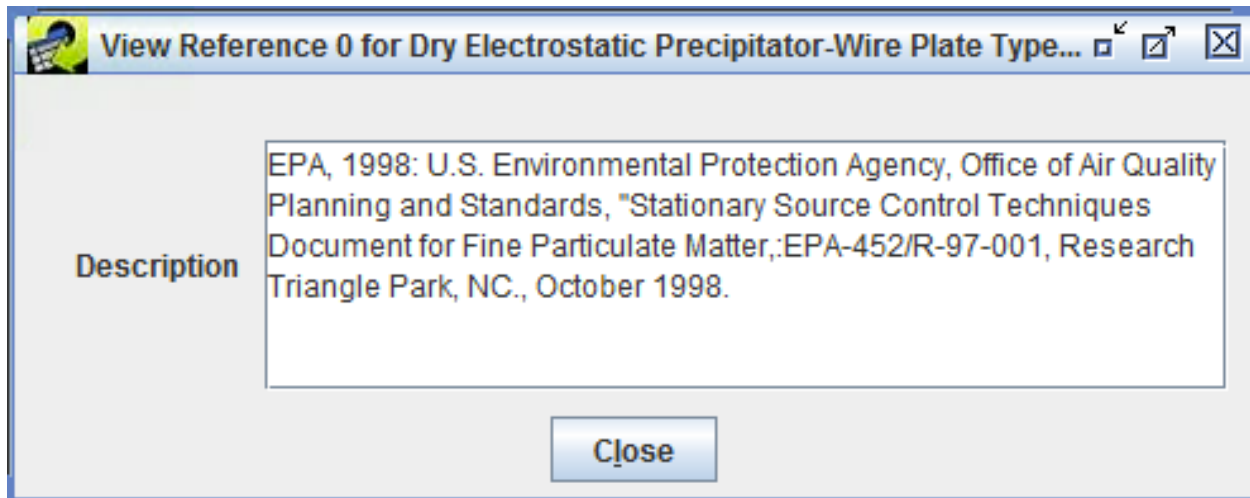 View Reference 0 for Dry Electrostatic Precipitator-Wire Plate Type...
EPA, 1998: U.S. Environmental Protection Agency, Office of Air Quality
Planning and Standards, "Stationary Source Control Techniques
Document for Fine Particulate Matter,:EPA-452/R-97-001, Research
Description
Triangle Park, NC., October 1998.
Close